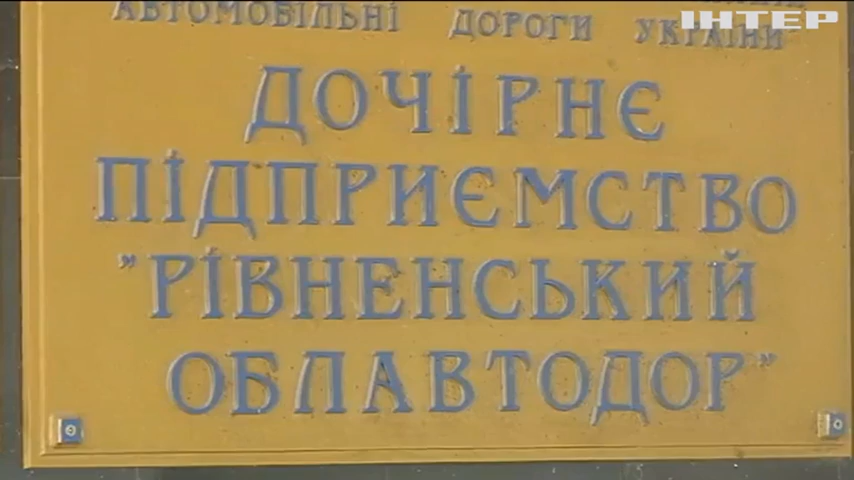 ІНТЕР
АВТОМОБІЛЬНІ ДОРОГИ УКРАЇНИ
ДОЧІРНЄ
ПІДПРИЄМСТВО
"РІВНЕНСЬКИЙ
ОБЛАВТОДОР"